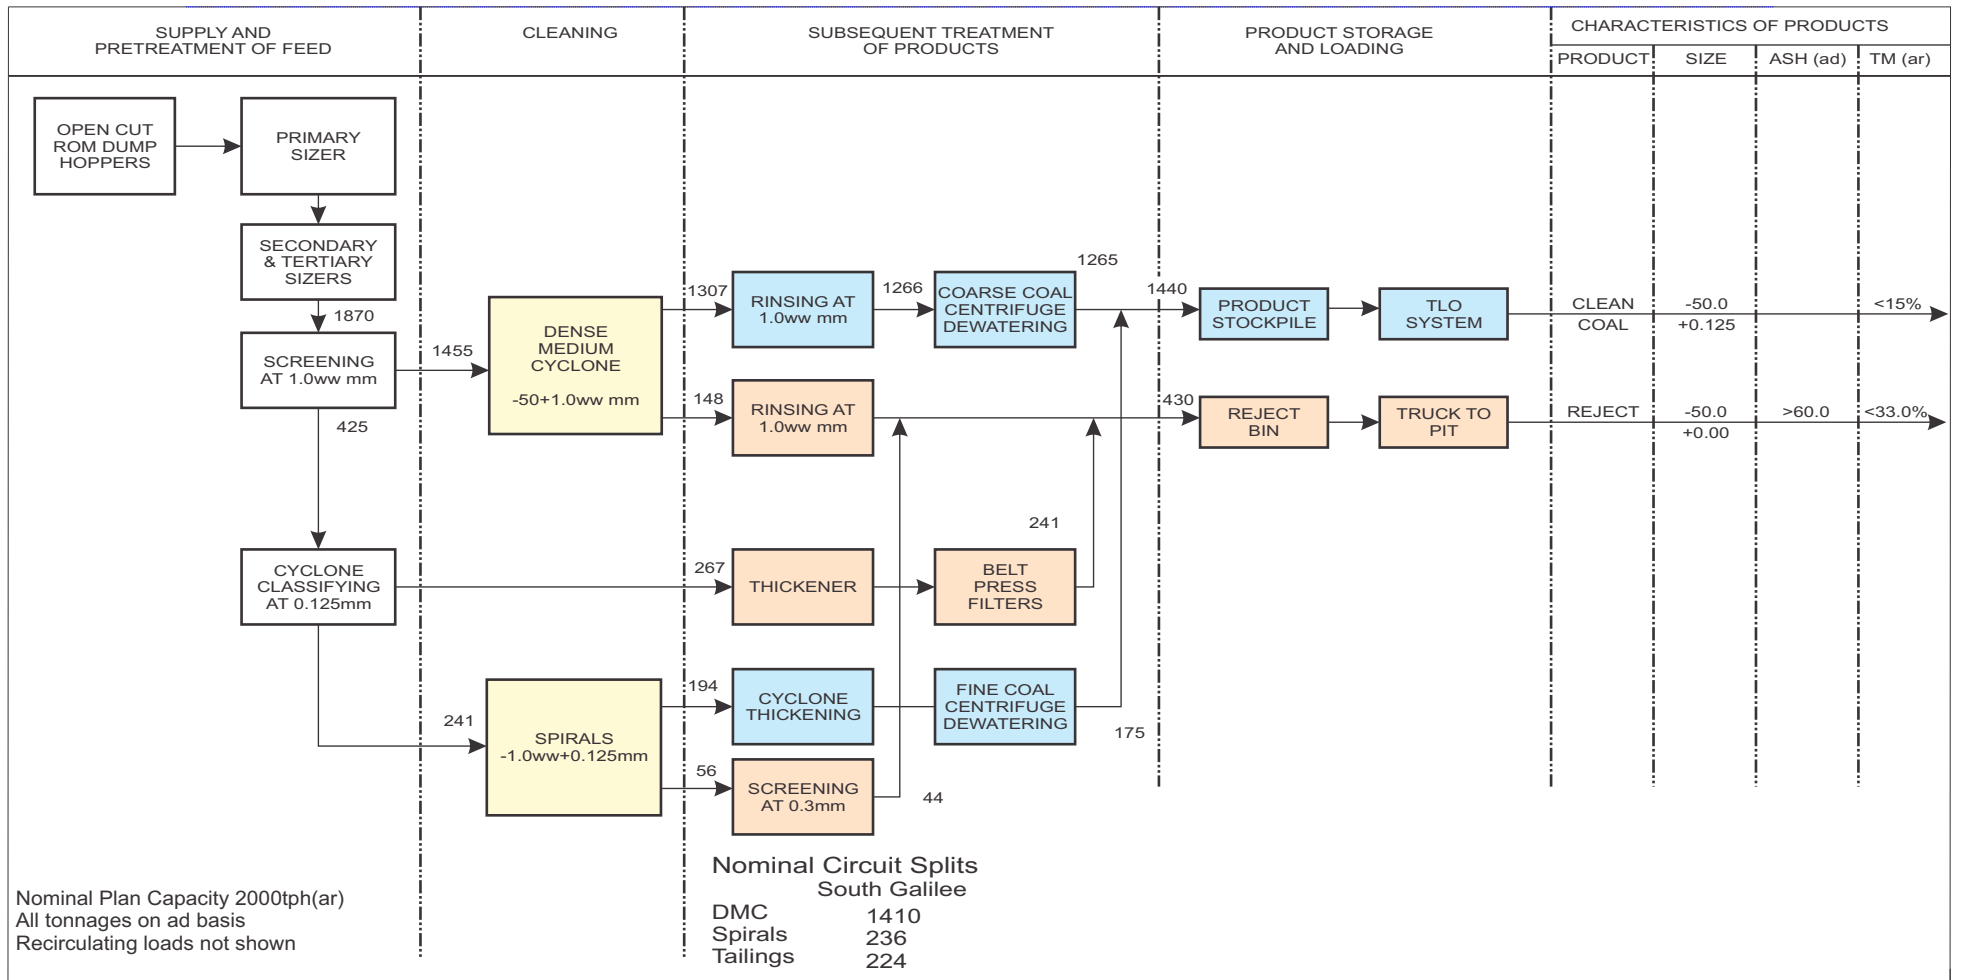 SUPPLY AND
PRETREATMENT OF FEED
CLEANING
SUBSEQUENT TREATMENT
OF PRODUCTS
PRODUCT STORAGE
AND LOADING
CHARACTERISTICS OF PRODUCTS
PRODUCT
SIZE
ASH (ad)
TM (ar)
OPEN CUT
ROM DUMP
HOPPERS
PRIMARY
SIZER
SECONDARY
& TERTIARY
SIZERS
1870
SCREENING
AT 1.0ww mm
425
1455
DENSE
MEDIUM
CYCLONE
-50+1.0ww mm
1307
RINSING AT
1.0ww mm
1266
COARSE COAL
CENTRIFUGE
DEWATERING
1265
1440
PRODUCT
STOCKPILE
TLO
SYSTEM
CLEAN
COAL
-50.0
+0.125
<15%
148
RINSING AT
1.0ww mm
430
REJECT
BIN
TRUCK TO
PIT
REJECT
-50.0
+0.00
>60.0
<33.0%
CYCLONE
CLASSIFYING
AT 0.125mm
267
THICKENER
241
BELT
PRESS
FILTERS
241
SPIRALS
-1.0ww+0.125mm
194
CYCLONE
THICKENING
FINE COAL
CENTRIFUGE
DEWATERING
175
56
SCREENING
AT 0.3mm
44
Nominal Circuit Splits
South Galilee
DMC 1410
Spirals 236
Tailings 224
Nominal Plan Capacity 2000tph(ar)
All tonnages on ad basis
Recirculating loads not shown